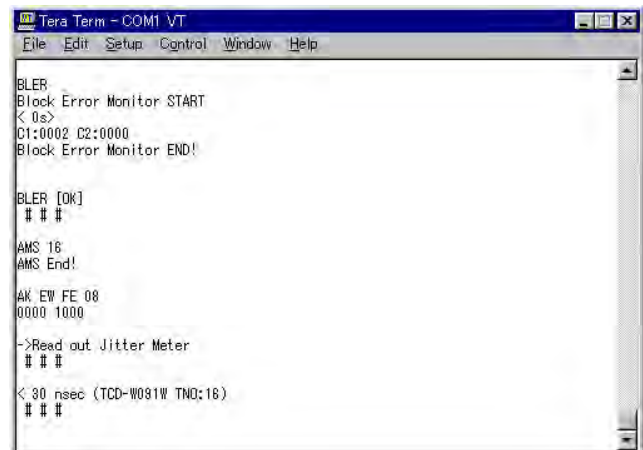 Tera Term - COM1 VT
File Edit Setup Control Window Help
BLER
Block Error Monitor START
< 0s>
C1:0002 C2:0000
Block Error Monitor END!
BLER [OK]
# # #
AMS 16
AMS End!
AK EW FE 08
0000 1000
->Read out Jitter Meter
# # #
< 30 nsec (TCD-W081W TNO:16)
# # #